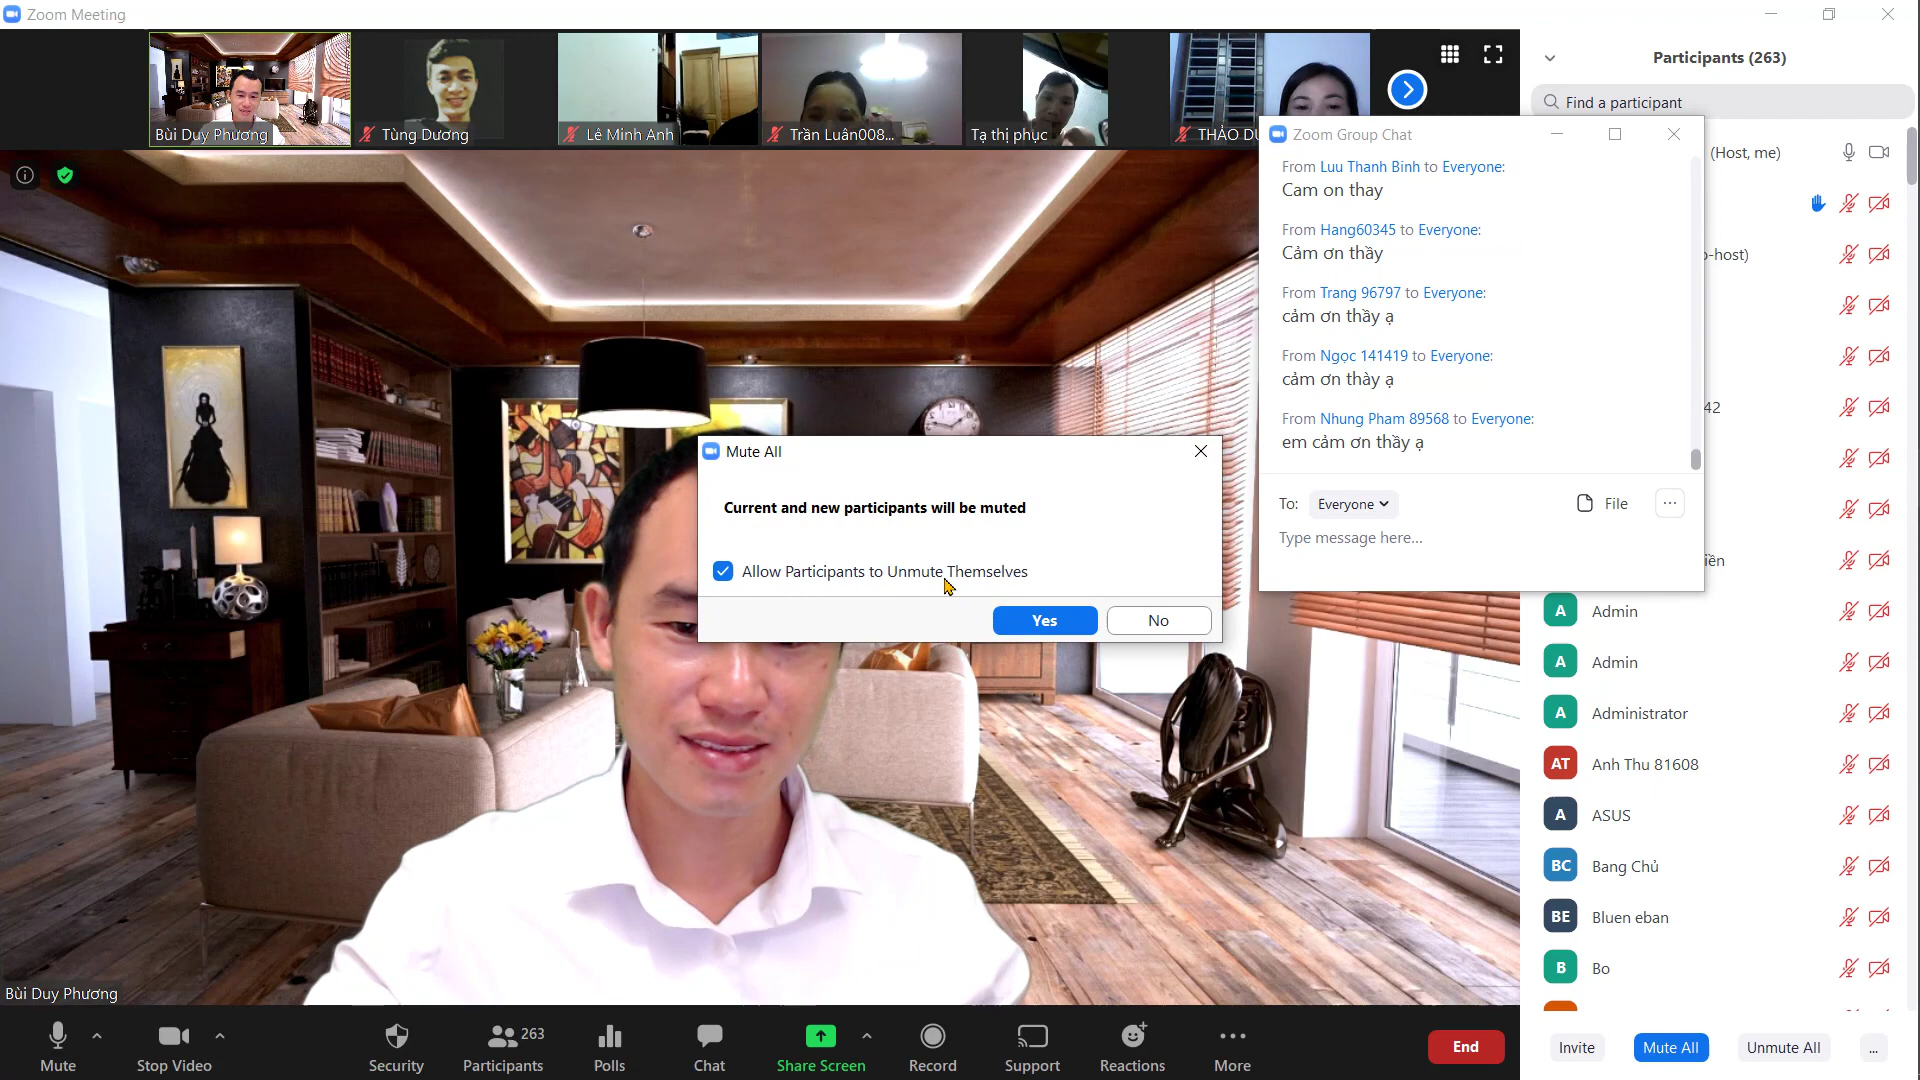 Zoom Meeting
Bùi Duy Phương
Tùng Dương
Lê Minh Anh
Trần Luân008...
Tạ thị phục
THẢO DU
Participants (263)
Find a participant
Zoom Group Chat
From Luu Thanh Binh to Everyone:
Cam on thay
From Hang60345 to Everyone:
Cảm ơn thầy
From Trang 96797 to Everyone:
cảm ơn thầy ạ
From Ngọc 141419 to Everyone:
cảm ơn thày ạ
From Nhung Pham 89568 to Everyone:
em cảm ơn thầy ạ
To: Everyone
File
...
Type message here...
(Host, me)
-host)
42
iền
Mute All
Current and new participants will be muted
Allow Participants to Unmute Themselves
Yes
No
A Admin
A Admin
A Administrator
AT Anh Thu 81608
A ASUS
BC Bang Chủ
BE Bluen eban
B Bo
Bùi Duy Phương
Mute
Stop Video
Security
Participants 263
Polls
Chat
Share Screen
Record
Support
Reactions
More
End
Invite
Mute All
Unmute All
...